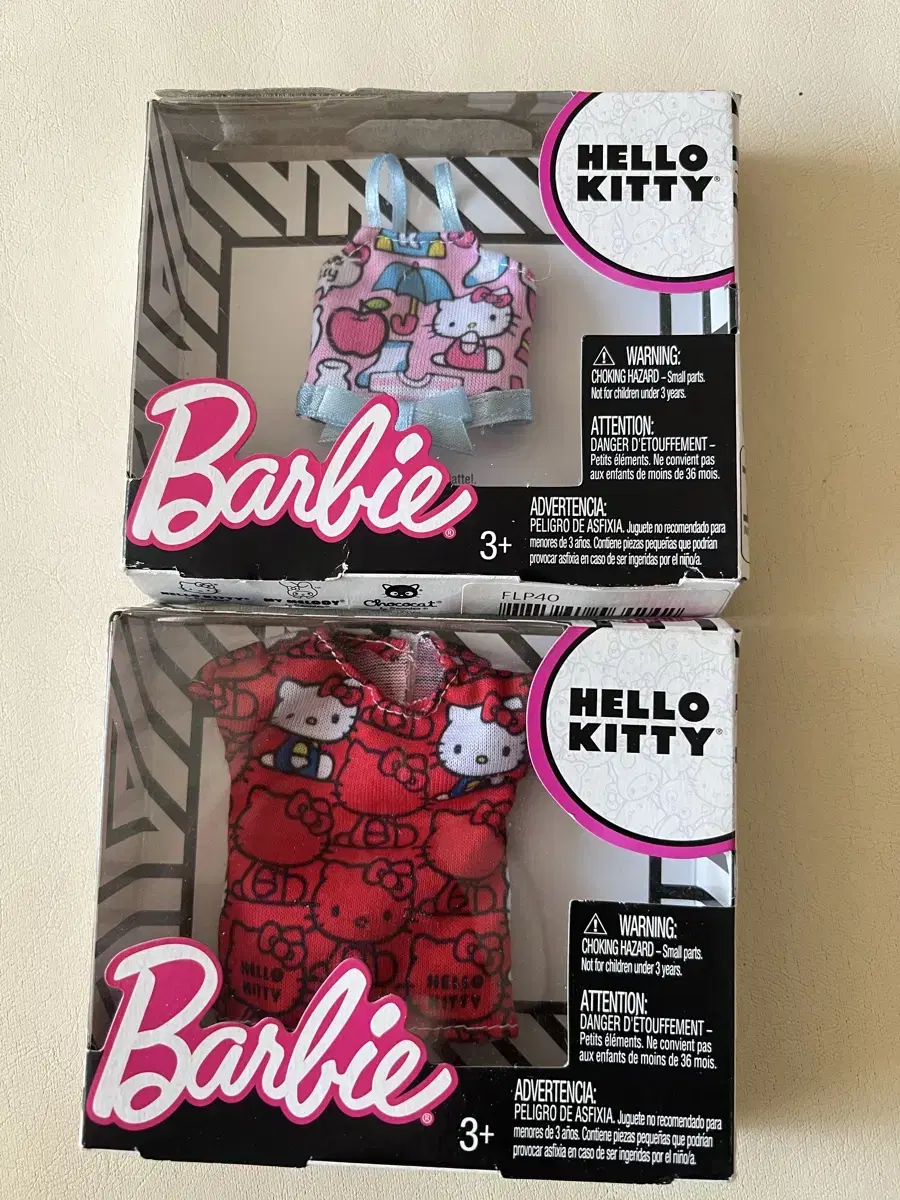 HELLO
KITTY®
⚠ WARNING:
CHOKING HAZARD – Small parts.
Not for children under 3 years.
ATTENTION:
DANGER D'ÉTOUFFEMENT –
Petits éléments. Ne convient pas
aux enfants de moins de 36 mois.
ADVERTENCIA:
PELIGRO DE ASFIXIA. Juguete no recomendado para
menores de 3 años. Contiene piezas pequeñas que podrían
provocar asfixia en caso de ser ingeridas por el niño/a.
Barbie®
attel.
3+
MY MELODY
Chococat
FLP40
HELLO
KITTY®
HELLO
KITTY
HELLO
KITTY
⚠ WARNING:
CHOKING HAZARD – Small parts.
Not for children under 3 years.
ATTENTION:
DANGER D'ÉTOUFFEMENT –
Petits éléments. Ne convient pas
aux enfants de moins de 36 mois.
ADVERTENCIA:
PELIGRO DE ASFIXIA. Juguete no recomendado para
menores de 3 años. Contiene piezas pequeñas que podrían
provocar asfixia en caso de ser ingeridas por el niño/a.
Barbie®
3+